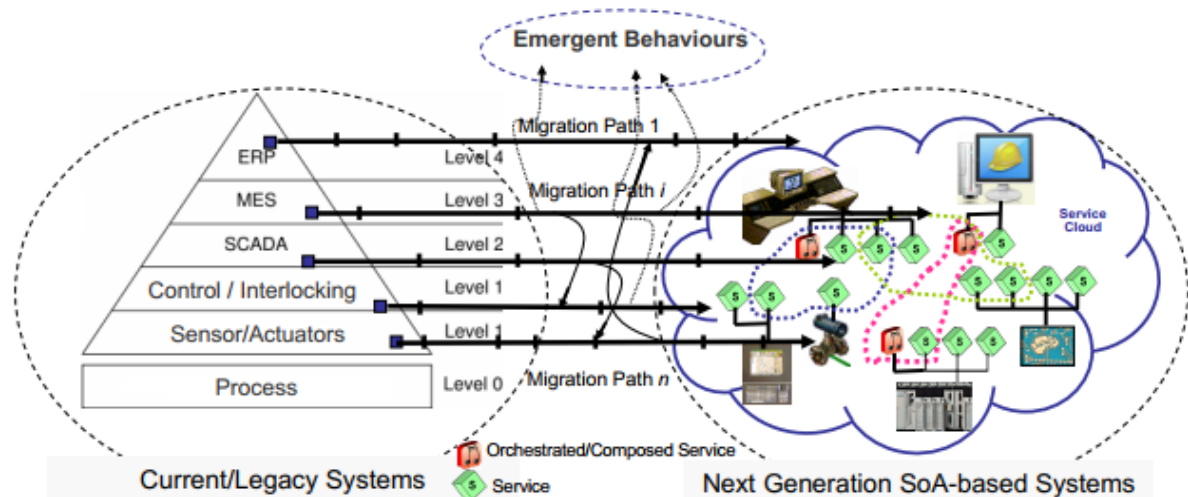 Emergent Behaviours
Migration Path 1
ERP
Level 4
MES
Level 3
Migration Path i
SCADA
Level 2
Control / Interlocking
Level 1
Sensor/Actuators
Level 1
Process
Level 0
Migration Path n
Service
Cloud
S
S
S
S
S
S
S
S
S
S
S
S
S
S
Orchestrated/Composed Service
S
Service
Current/Legacy Systems
Next Generation SoA-based Systems